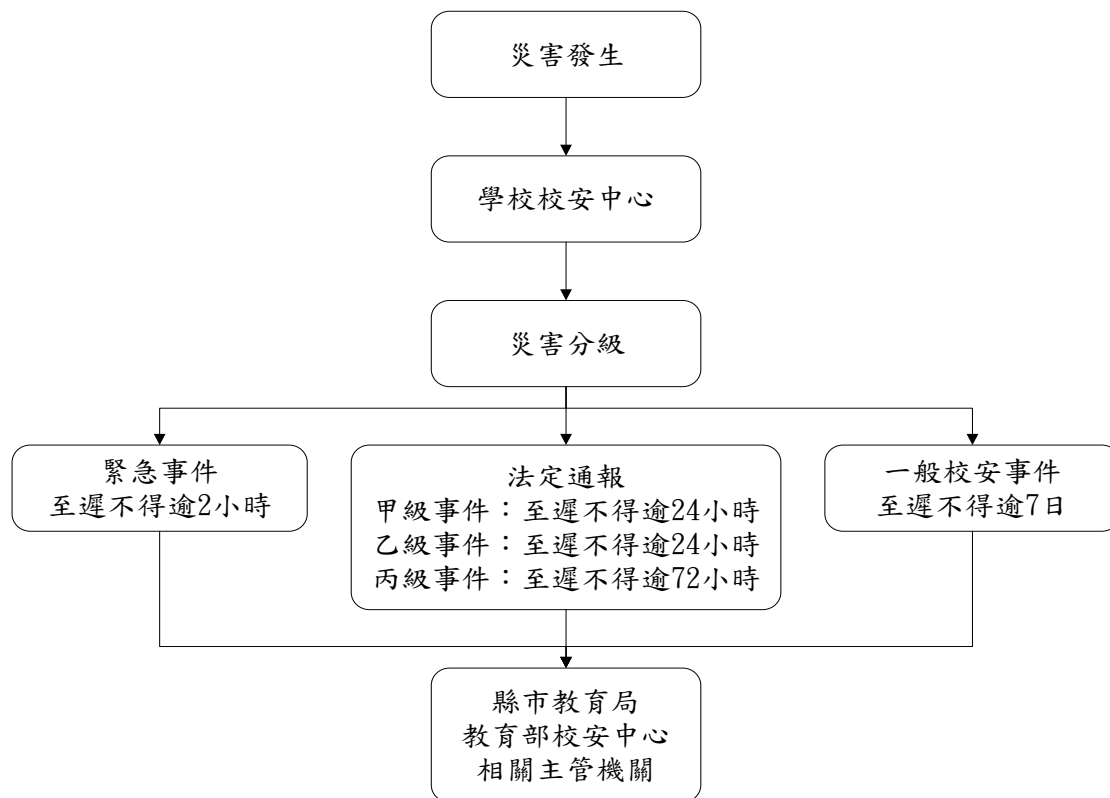 災害發生
學校校安中心
災害分級
緊急事件
至遲不得逾2小時
法定通報
甲級事件：至遲不得逾24小時
乙級事件：至遲不得逾24小時
丙級事件：至遲不得逾72小時
一般校安事件
至遲不得逾7日
縣市教育局
教育部校安中心
相關主管機關